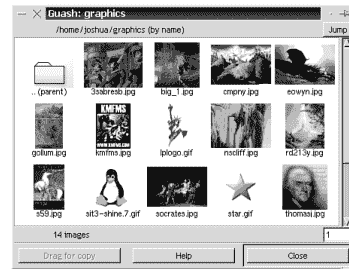 Guash: graphics
/home/joshua/graphics (by name)
Jump
.. (parent)
3sabresb.jpg
big_1.jpg
cmpny.jpg
eowyn.jpg
gollum.jpg
KMFMS
kmfms.jpg
lplogo.gif
nscliff.jpg
rd213y.jpg
s59.jpg
sit3-shine.7.gif
socrates.jpg
star.gif
thomasj.jpg
14 images
1
Drag for copy
Help
Close